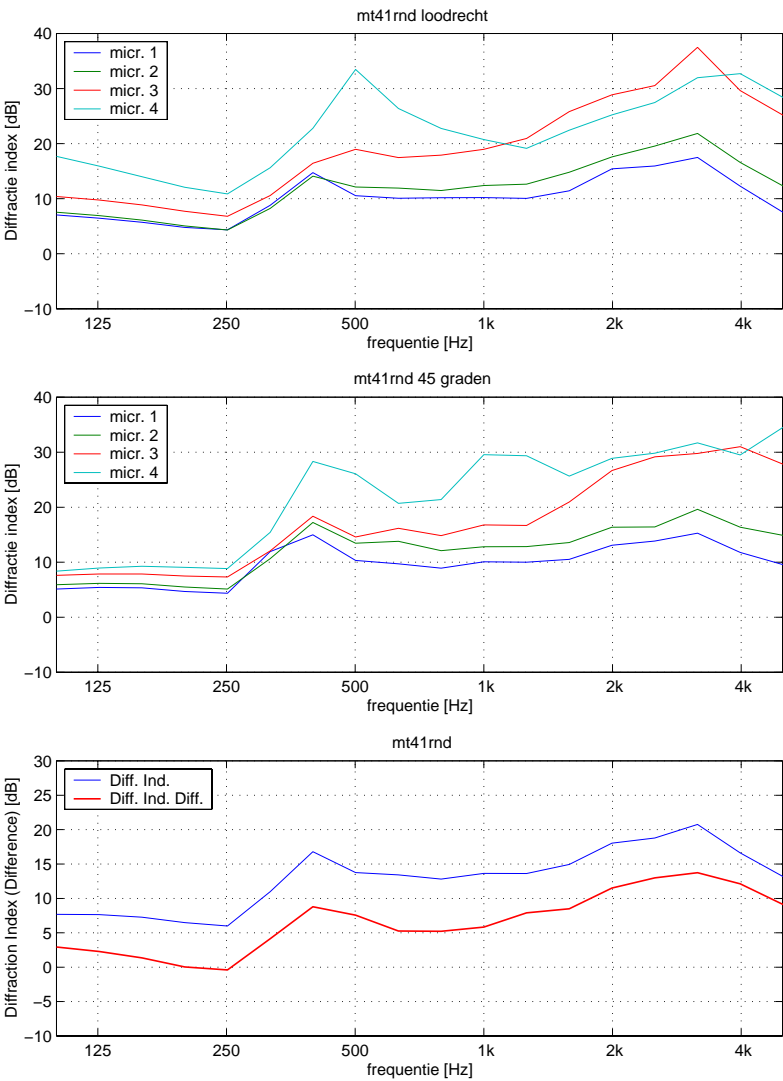 mt41rnd loodrecht
40
30
20
10
0
−10
Diffractie index [dB]
micr. 1
micr. 2
micr. 3
micr. 4
125 250 500 1k 2k 4k
frequentie [Hz]
mt41rnd 45 graden
40
30
20
10
0
−10
Diffractie index [dB]
micr. 1
micr. 2
micr. 3
micr. 4
125 250 500 1k 2k 4k
frequentie [Hz]
mt41rnd
30
25
20
15
10
5
0
−5
−10
Diffraction Index (Difference) [dB]
Diff. Ind.
Diff. Ind. Diff.
125 250 500 1k 2k 4k
frequentie [Hz]